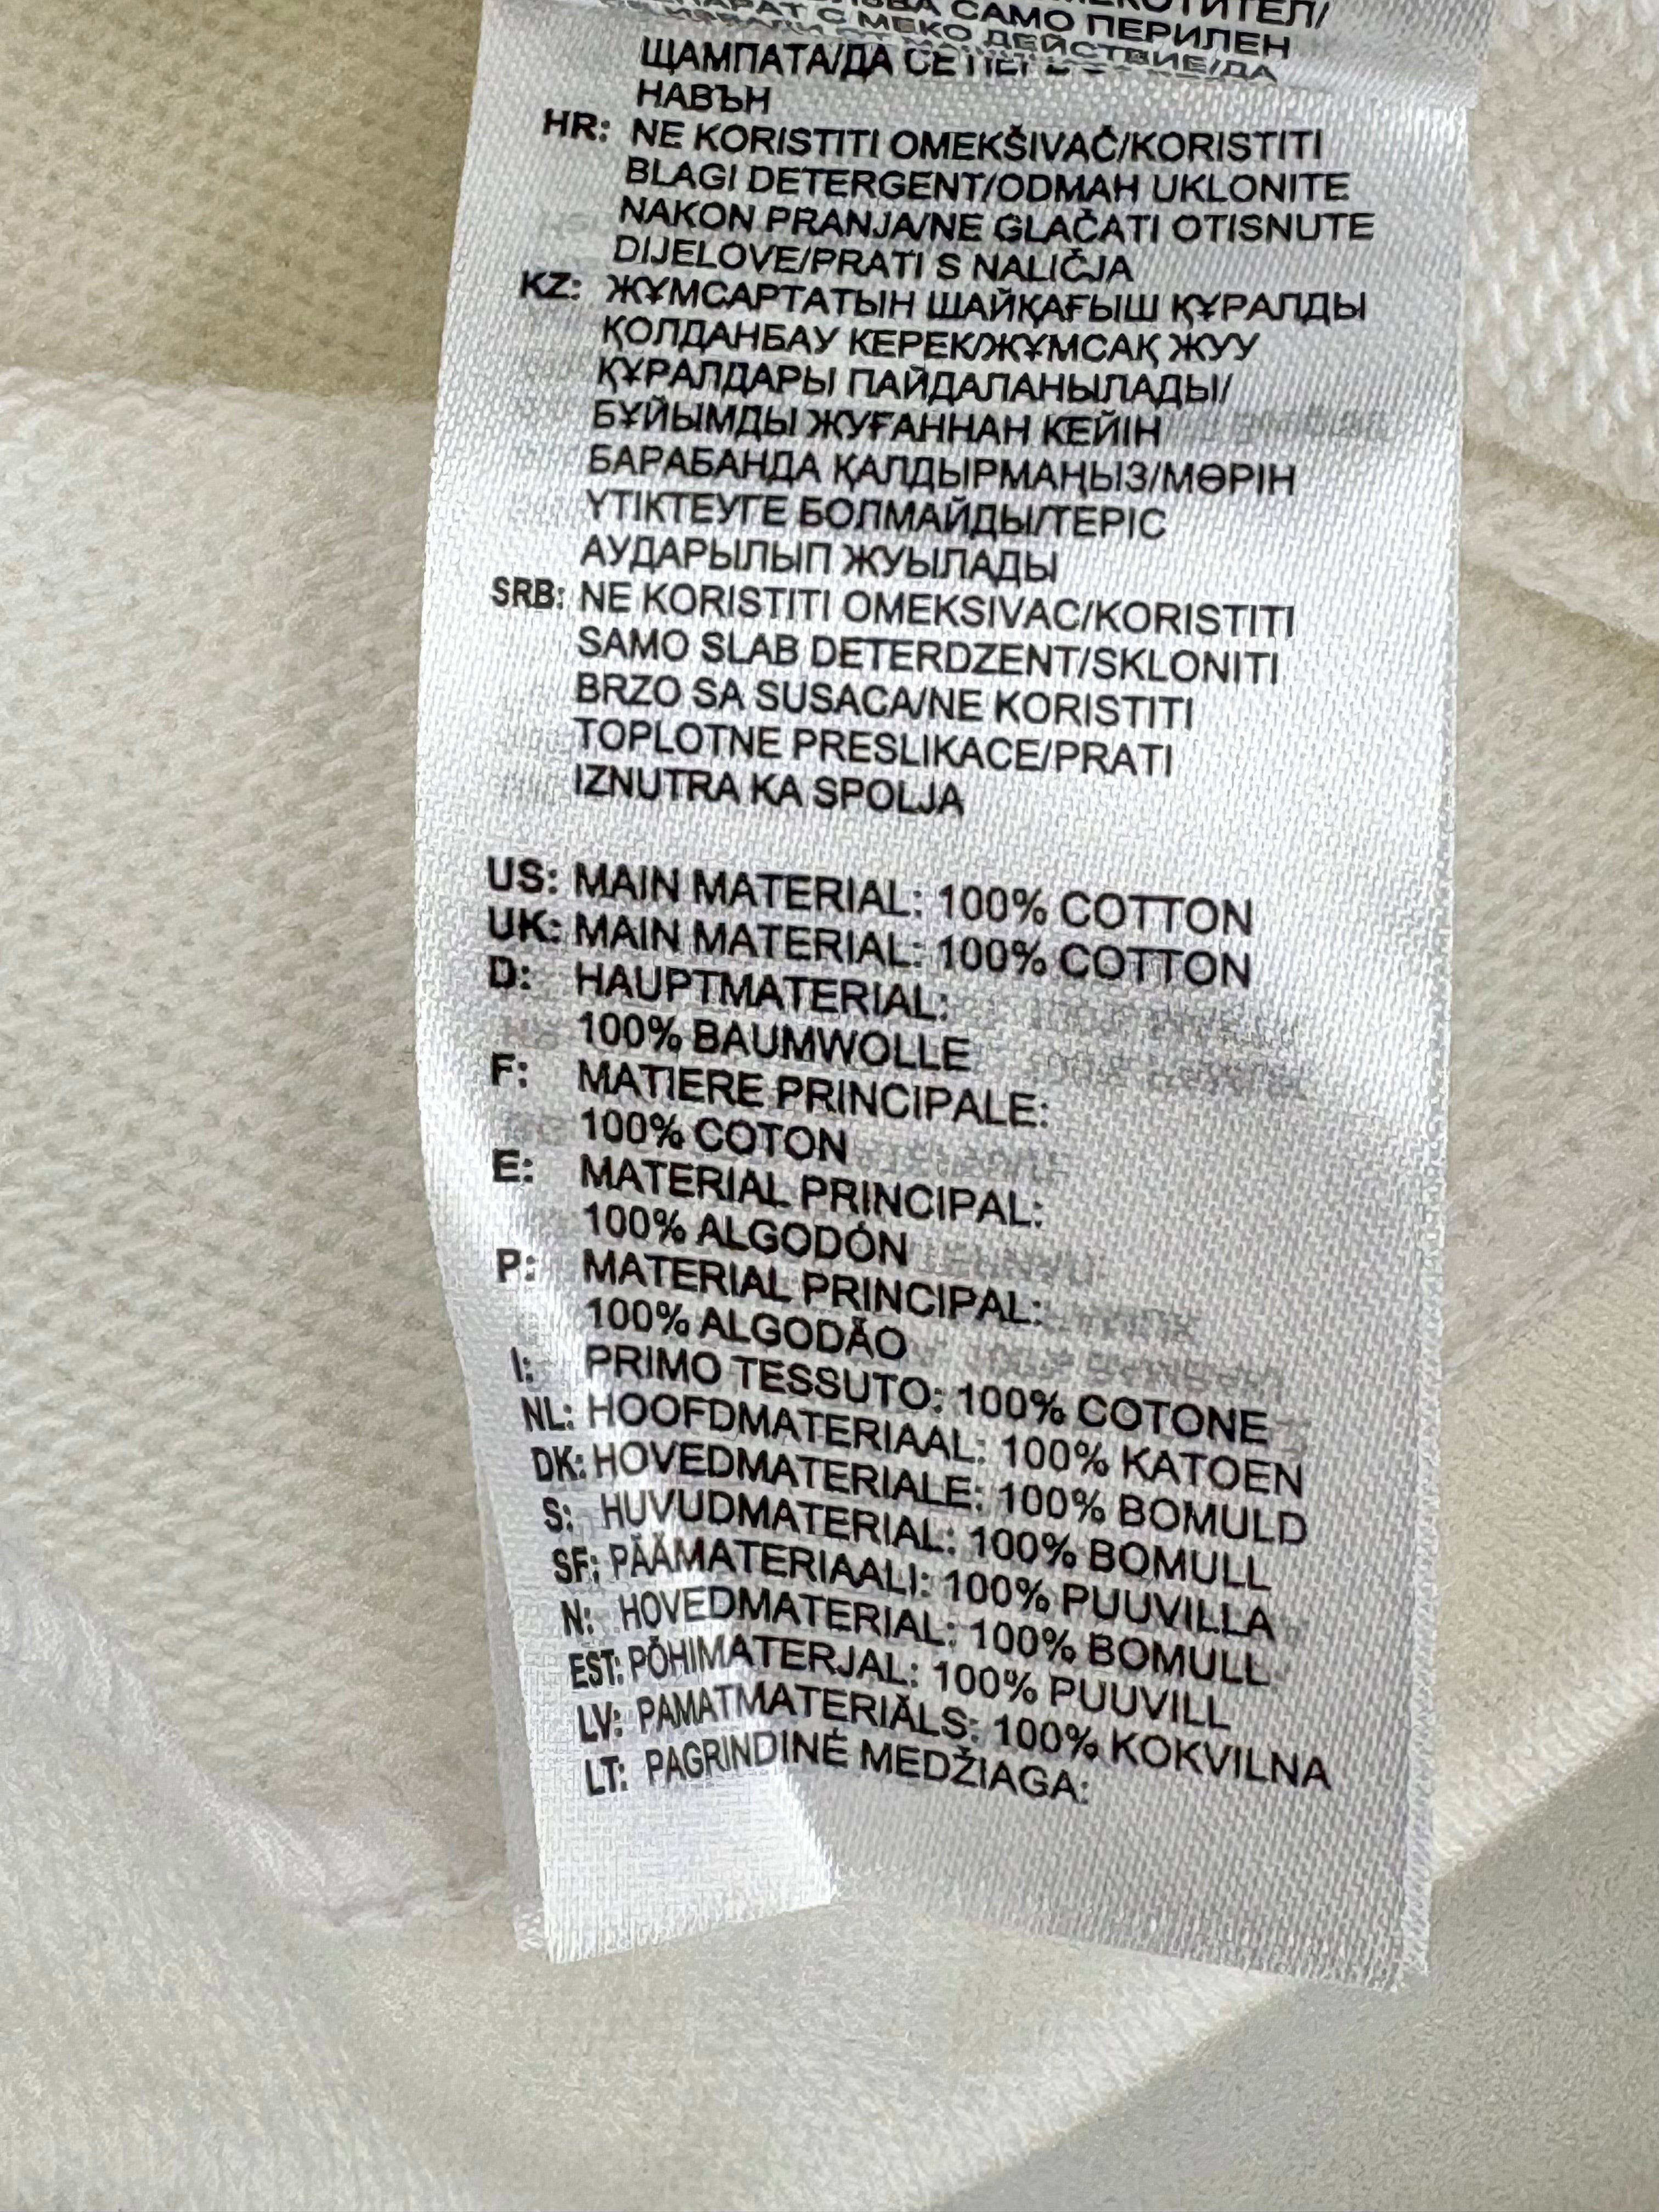 САМО ПЕРИЛЕН
С МЕКО ДЕЙСТВИЕ/ДА
ЩАМПАТА/ДА СЕ
НАВЪН
HR: NE KORISTITI OMEKŠIVAČ/KORISTITI
BLAGI DETERGENT/ODMAH UKLONITE
NAKON PRANJA/NE GLAČATI OTISNUTE
DIJELOVE/PRATI S NALIČJA
KZ: ЖҰМСАРТАТЫН ШАЙҚАҒЫШ ҚҰРАЛДЫ
ҚОЛДАНБАУ КЕРЕК/ЖҰМСАҚ ЖУУ
ҚҰРАЛДАРЫ ПАЙДАЛАНЫЛАДЫ/
БҰЙЫМДЫ ЖУҒАННАН КЕЙІН
БАРАБАНДА ҚАЛДЫРМАҢЫЗ/МӨРІН
ҮТІКТЕУГЕ БОЛМАЙДЫ/ТЕРІС
АУДАРЫЛЫП ЖУЫЛАДЫ
SRB: NE KORISTITI OMEKSIVAC/KORISTITI
SAMO SLAB DETERDZENT/SKLONITI
BRZO SA SUSACA/NE KORISTITI
TOPLOTNE PRESLIKACE/PRATI
IZNUTRA KA SPOLJA
US: MAIN MATERIAL: 100% COTTON
UK: MAIN MATERIAL: 100% COTTON
D: HAUPTMATERIAL:
100% BAUMWOLLE
F: MATIERE PRINCIPALE:
100% COTON
E: MATERIAL PRINCIPAL:
100% ALGODÓN
P: MATERIAL PRINCIPAL:
100% ALGODÃO
I: PRIMO TESSUTO: 100% COTONE
NL: HOOFDMATERIAAL: 100% KATOEN
DK: HOVEDMATERIALE: 100% BOMULD
S: HUVUDMATERIAL: 100% BOMULL
SF: PÄÄMATERIAALI: 100% PUUVILLA
N: HOVEDMATERIAL: 100% BOMULL
EST: PÕHIMATERJAL: 100% PUUVILL
LV: PAMATMATERIĀLS: 100% KOKVILNA
LT: PAGRINDINĖ MEDŽIAGA: